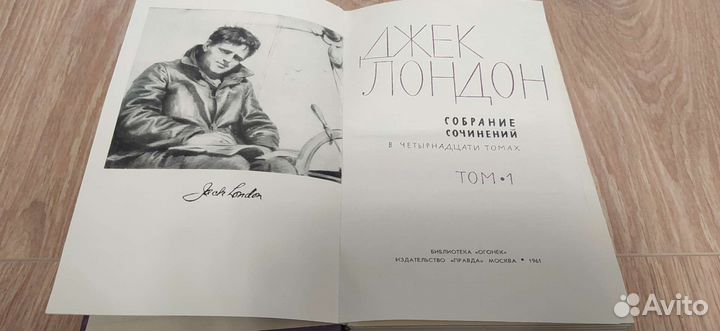 Jack London
ДЖЕК
ЛОНДОН
СОБРАНИЕ
СОЧИНЕНИЙ
В ЧЕТЫРНАДЦАТИ ТОМАХ
ТОМ • 1
БИБЛИОТЕКА «ОГОНЕК»
ИЗДАТЕЛЬСТВО «ПРАВДА» МОСКВА • 1961
Avito